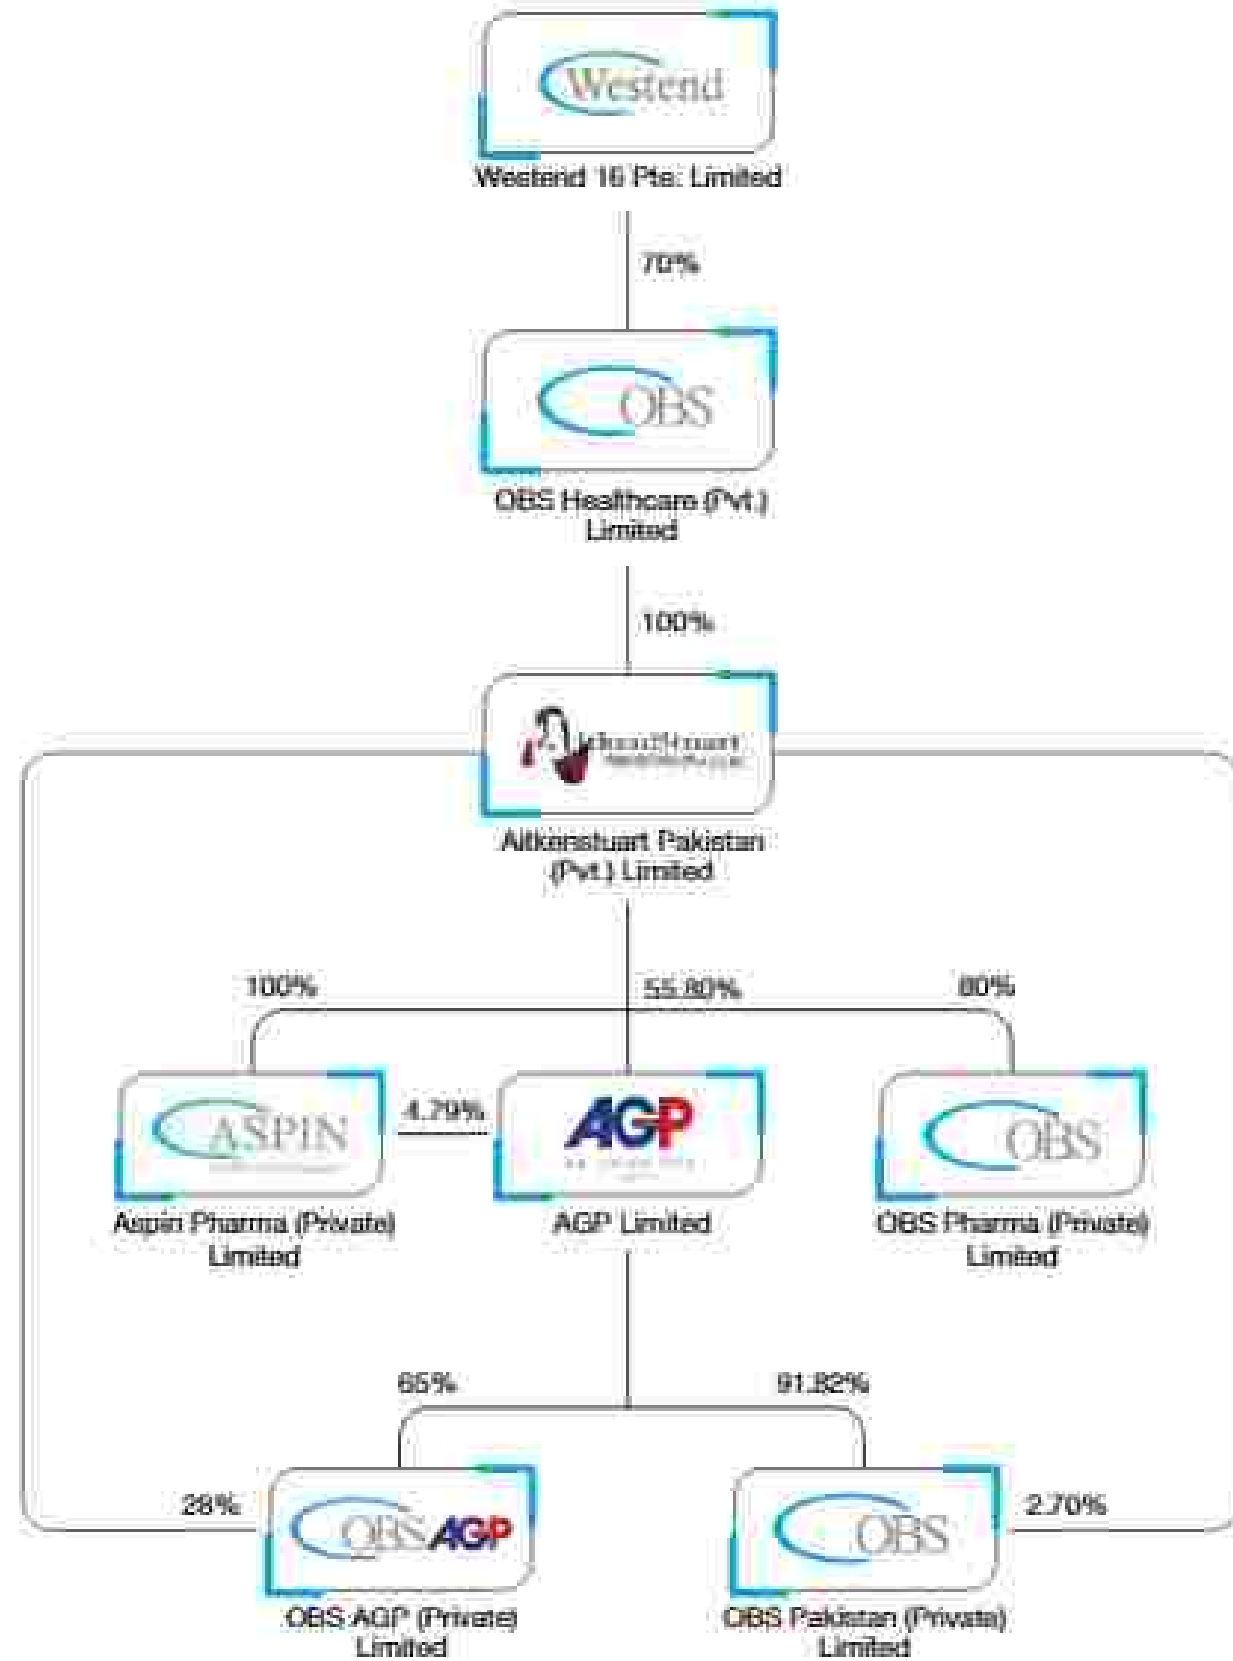 Westend
Westend 16 Pte. Limited
70%
OBS
OBS Healthcare (Pvt.)
Limited
100%
Aitkenstuart Pakistan
(Pvt.) Limited
100%
55.80%
80%
ASPIN
4.79%
AGP
OBS
Aspin Pharma (Private)
Limited
AGP Limited
OBS Pharma (Private)
Limited
65%
91.82%
28%
OBS AGP
OBS
2.70%
OBS AGP (Private)
Limited
OBS Pakistan (Private)
Limited